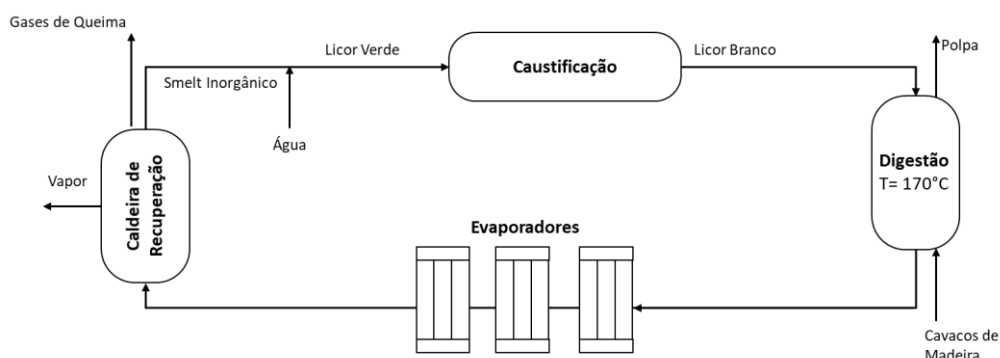 Gases de Queima
Licor Verde
Licor Branco
Polpa
Caustificação
Smelt Inorgânico
Água
Vapor
Caldeira de
Recuperação
Digestão
T= 170°C
Evaporadores
Cavacos de
Madeira